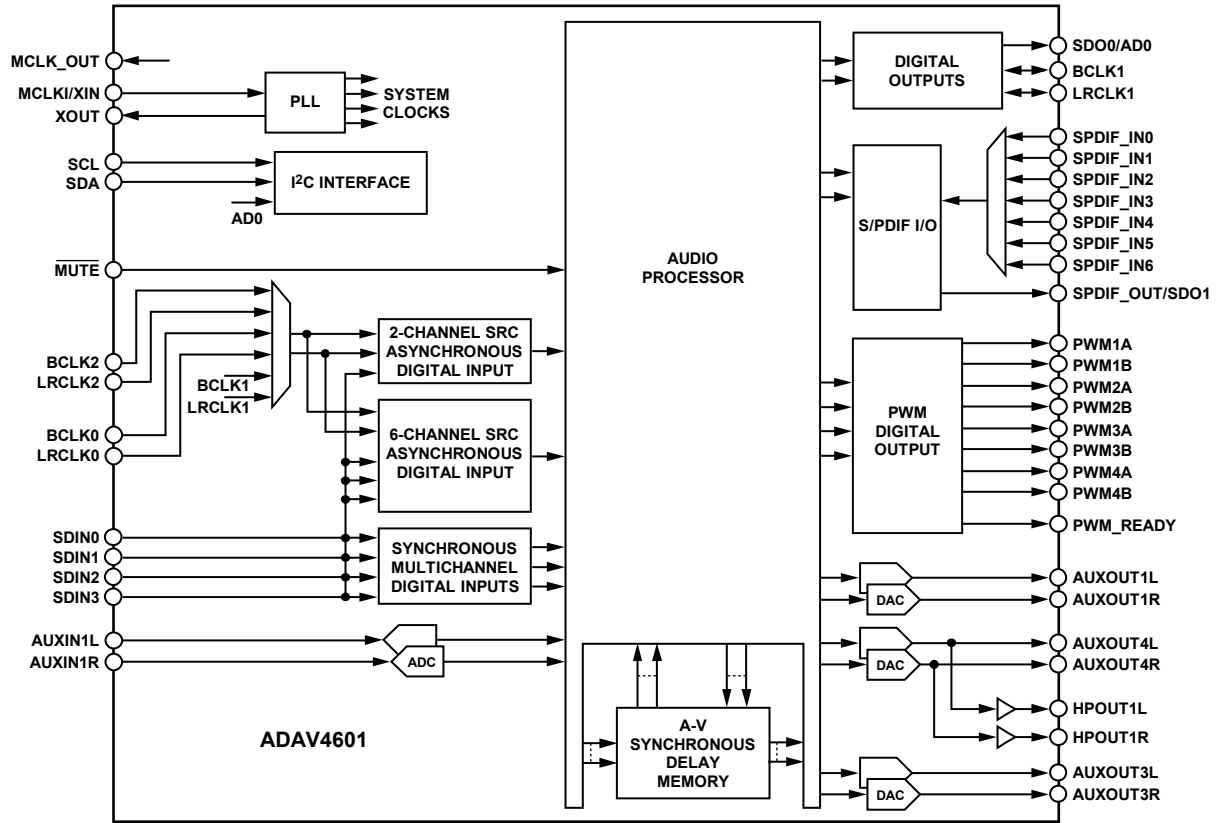 MCLK_OUT
MCLKI/XIN
XOUT
PLL
SYSTEM
CLOCKS
SCL
SDA
I2C INTERFACE
AD0
MUTE
BCLK2
LRCLK2
BCLK1
LRCLK1
BCLK0
LRCLK0
2-CHANNEL SRC
ASYNCHRONOUS
DIGITAL INPUT
6-CHANNEL SRC
ASYNCHRONOUS
DIGITAL INPUT
SDIN0
SDIN1
SDIN2
SDIN3
SYNCHRONOUS
MULTICHANNEL
DIGITAL INPUTS
AUXIN1L
AUXIN1R
ADC
ADAV4601
AUDIO
PROCESSOR
A-V
SYNCHRONOUS
DELAY
MEMORY
DIGITAL
OUTPUTS
SDO0/AD0
BCLK1
LRCLK1
S/PDIF I/O
SPDIF_IN0
SPDIF_IN1
SPDIF_IN2
SPDIF_IN3
SPDIF_IN4
SPDIF_IN5
SPDIF_IN6
SPDIF_OUT/SDO1
PWM
DIGITAL
OUTPUT
PWM1A
PWM1B
PWM2A
PWM2B
PWM3A
PWM3B
PWM4A
PWM4B
PWM_READY
DAC
AUXOUT1L
AUXOUT1R
DAC
AUXOUT4L
AUXOUT4R
HPOUT1L
HPOUT1R
DAC
AUXOUT3L
AUXOUT3R